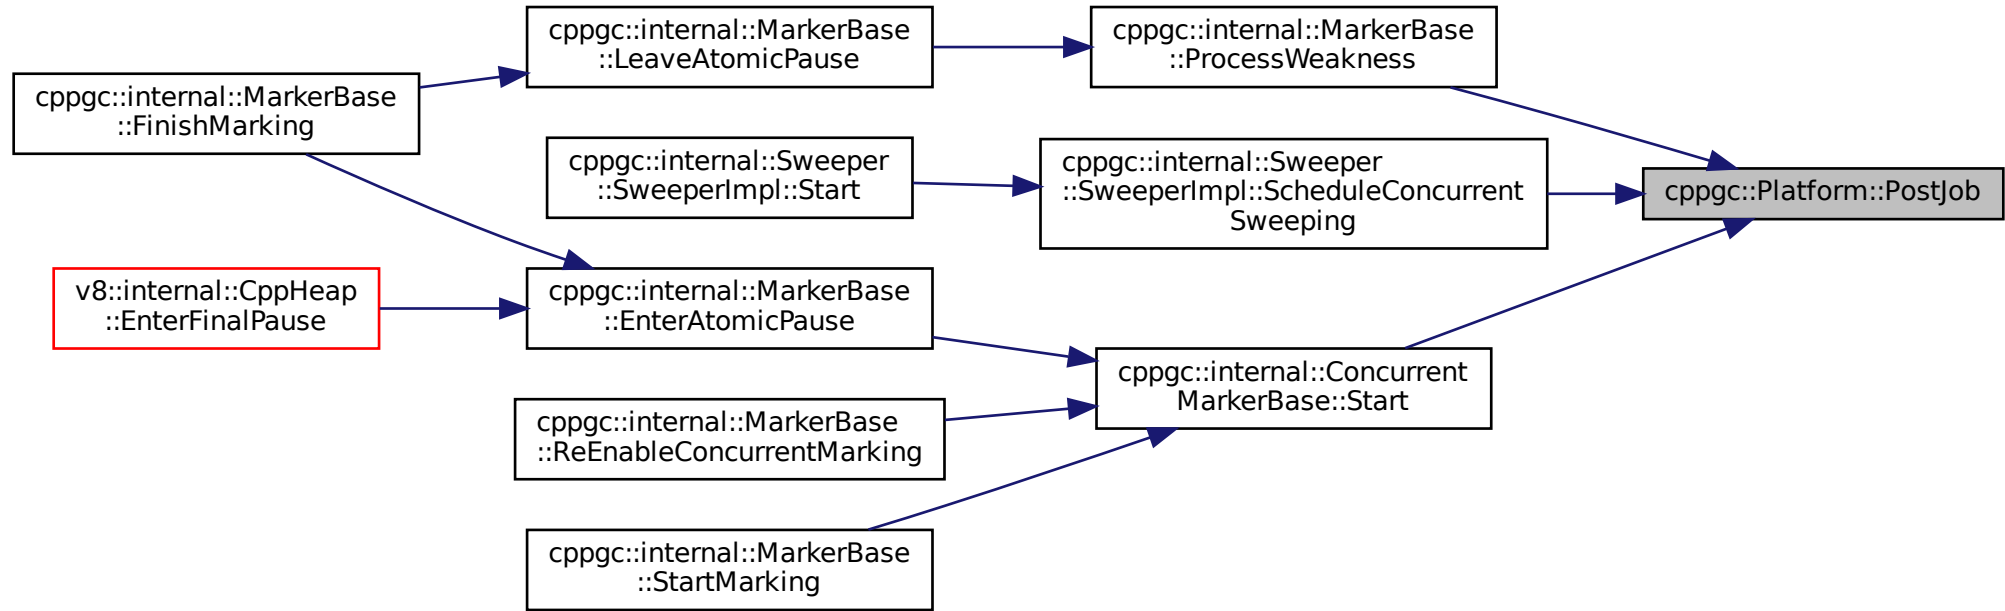 cppgc::internal::MarkerBase
::FinishMarking
cppgc::internal::MarkerBase
::LeaveAtomicPause
cppgc::internal::MarkerBase
::ProcessWeakness
cppgc::internal::Sweeper
::SweeperImpl::Start
cppgc::internal::Sweeper
::SweeperImpl::ScheduleConcurrent
Sweeping
cppgc::Platform::PostJob
v8::internal::CppHeap
::EnterFinalPause
cppgc::internal::MarkerBase
::EnterAtomicPause
cppgc::internal::Concurrent
MarkerBase::Start
cppgc::internal::MarkerBase
::ReEnableConcurrentMarking
cppgc::internal::MarkerBase
::StartMarking